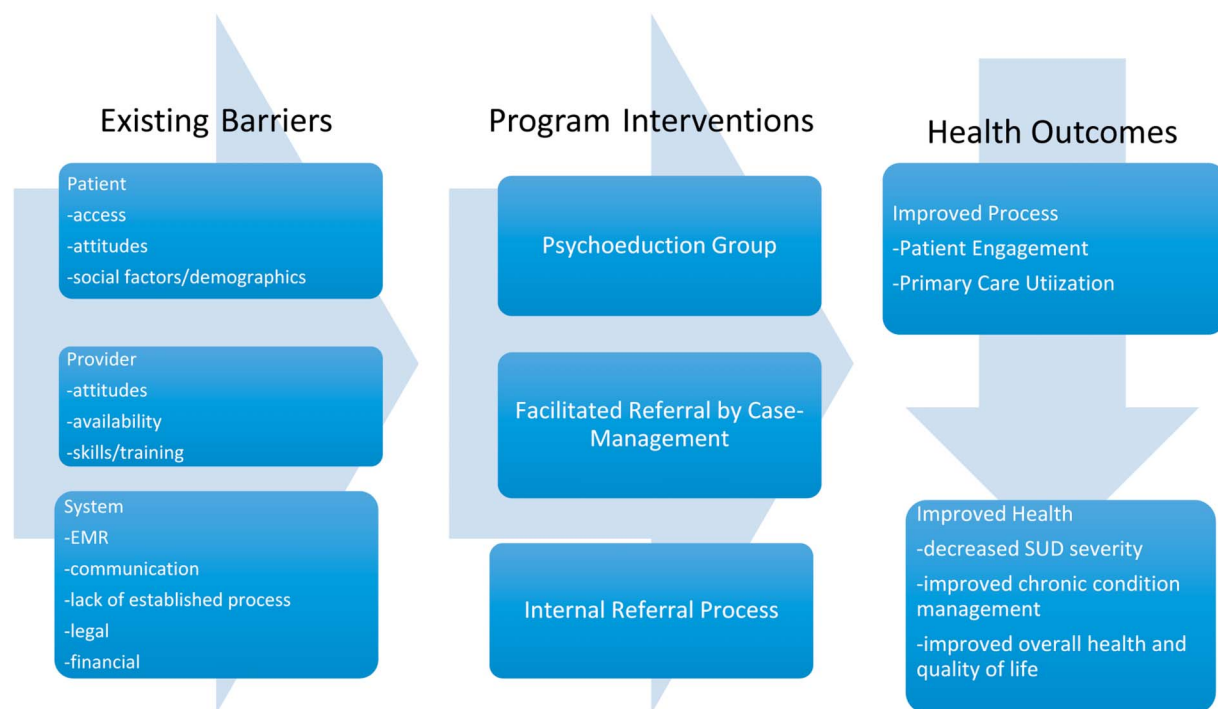 Existing Barriers
Patient
-access
-attitudes
-social factors/demographics
Provider
-attitudes
-availability
-skills/training
System
-EMR
-communication
-lack of established process
-legal
-financial
Program Interventions
Psychoeduction Group
Facilitated Referral by Case-
Management
Internal Referral Process
Health Outcomes
Improved Process
-Patient Engagement
-Primary Care Utiization
Improved Health
-decreased SUD severity
-improved chronic condition
management
-improved overall health and
quality of life